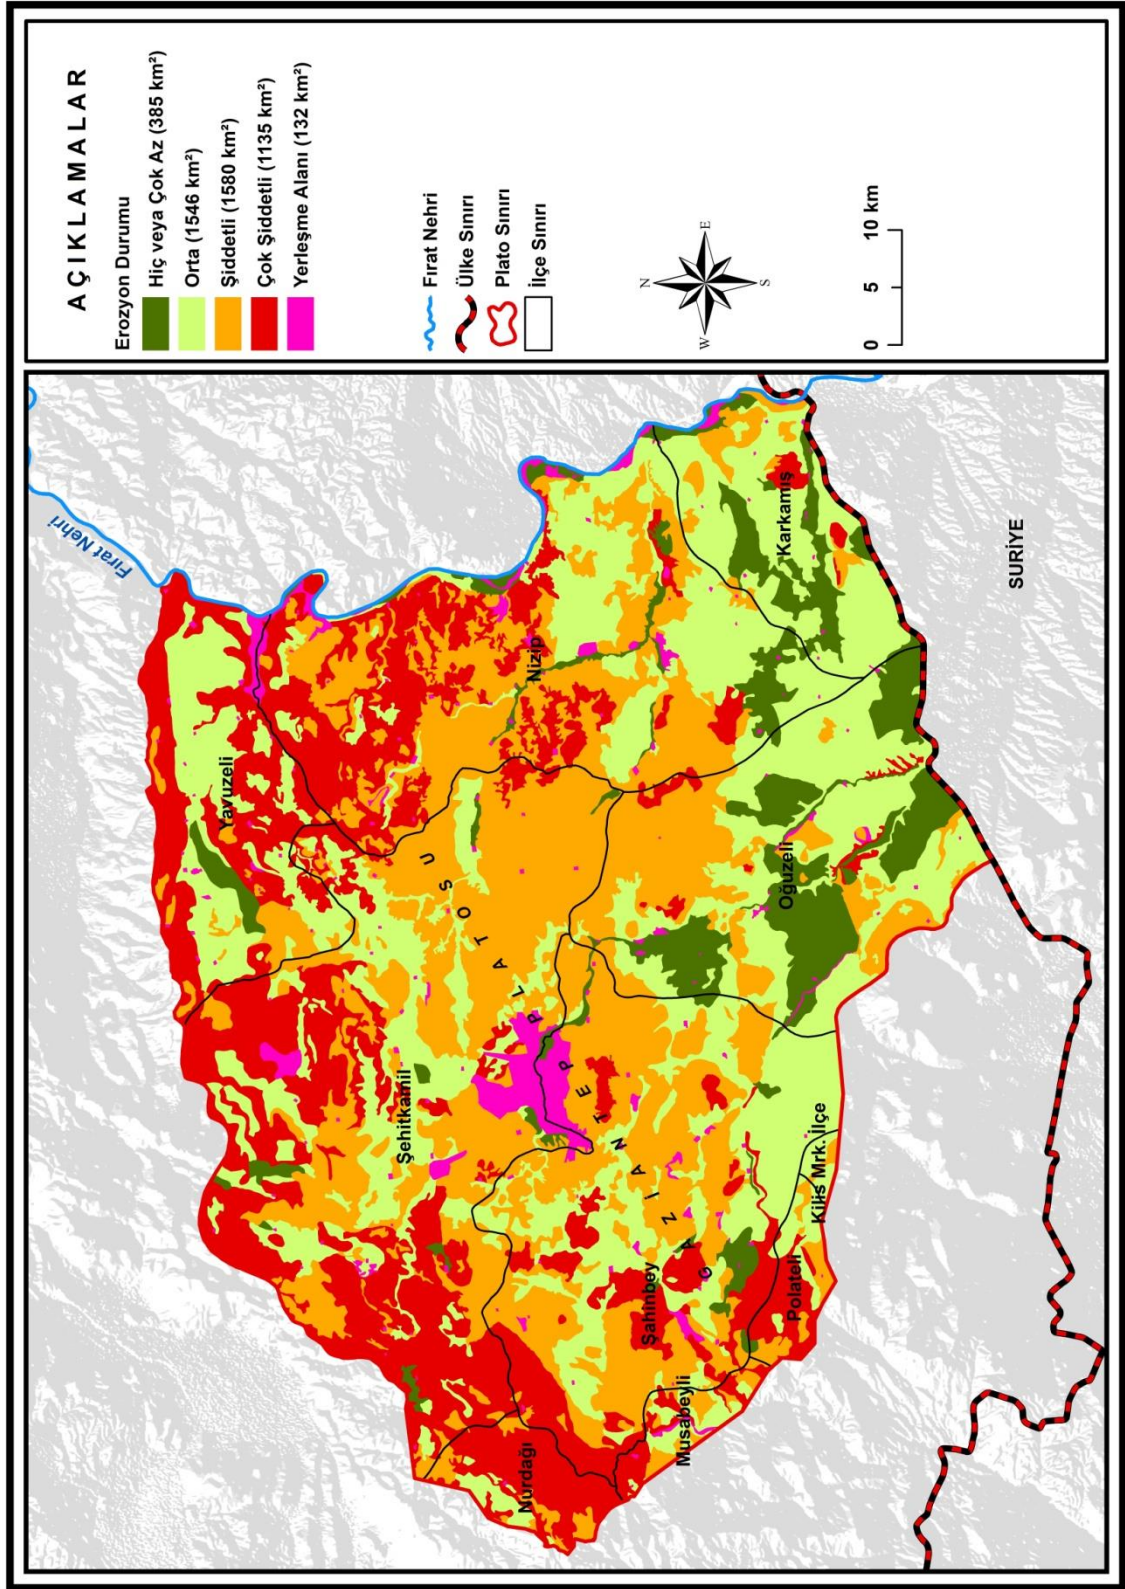 AÇIKLAMALAR
Erozyon Durumu
Hiç veya Çok Az (385 km²)
Orta (1546 km²)
Şiddetli (1580 km²)
Çok Şiddetli (1135 km²)
Yerleşme Alanı (132 km²)
Fırat Nehri
Ülke Sınırı
Plato Sınırı
İlçe Sınırı
N
W
E
S
0 5 10 km
Fırat Nehri
Yavuzeli
Şehitkamil
Nizip
Nurdağı
GAZİANTEP PLATOSU
Şahinbey
Musabeyli
Karkamış
Oğuzeli
Polateli
Kilis Mrk. İlçe
SURİYE